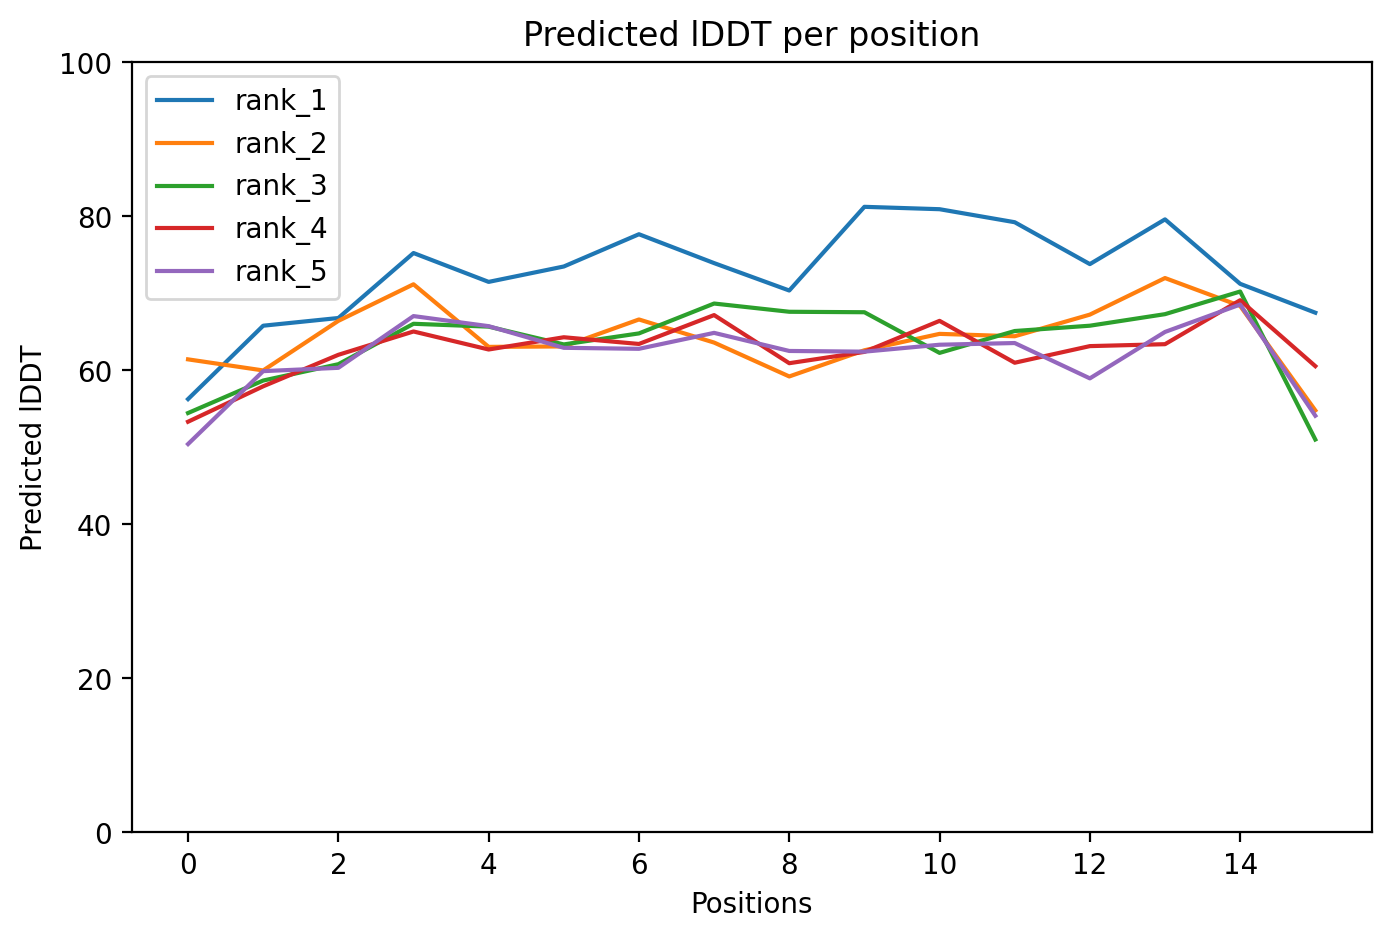 Predicted lDDT per position
100
80
60
40
20
0
Predicted lDDT
rank_1
rank_2
rank_3
rank_4
rank_5
0 2 4 6 8 10 12 14
Positions